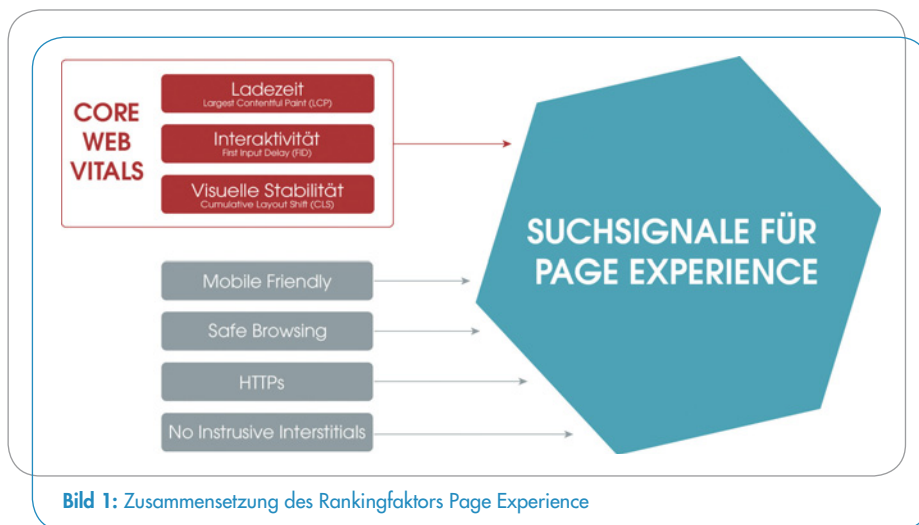 CORE
WEB
VITALS
Ladezeit
Largest Contentful Paint (LCP)
Interaktivität
First Input Delay (FID)
Visuelle Stabilität
Cumulative Layout Shift (CLS)
Mobile Friendly
Safe Browsing
HTTPs
No Instrusive Interstitials
SUCHSIGNALE FÜR
PAGE EXPERIENCE
Bild 1: Zusammensetzung des Rankingfaktors Page Experience